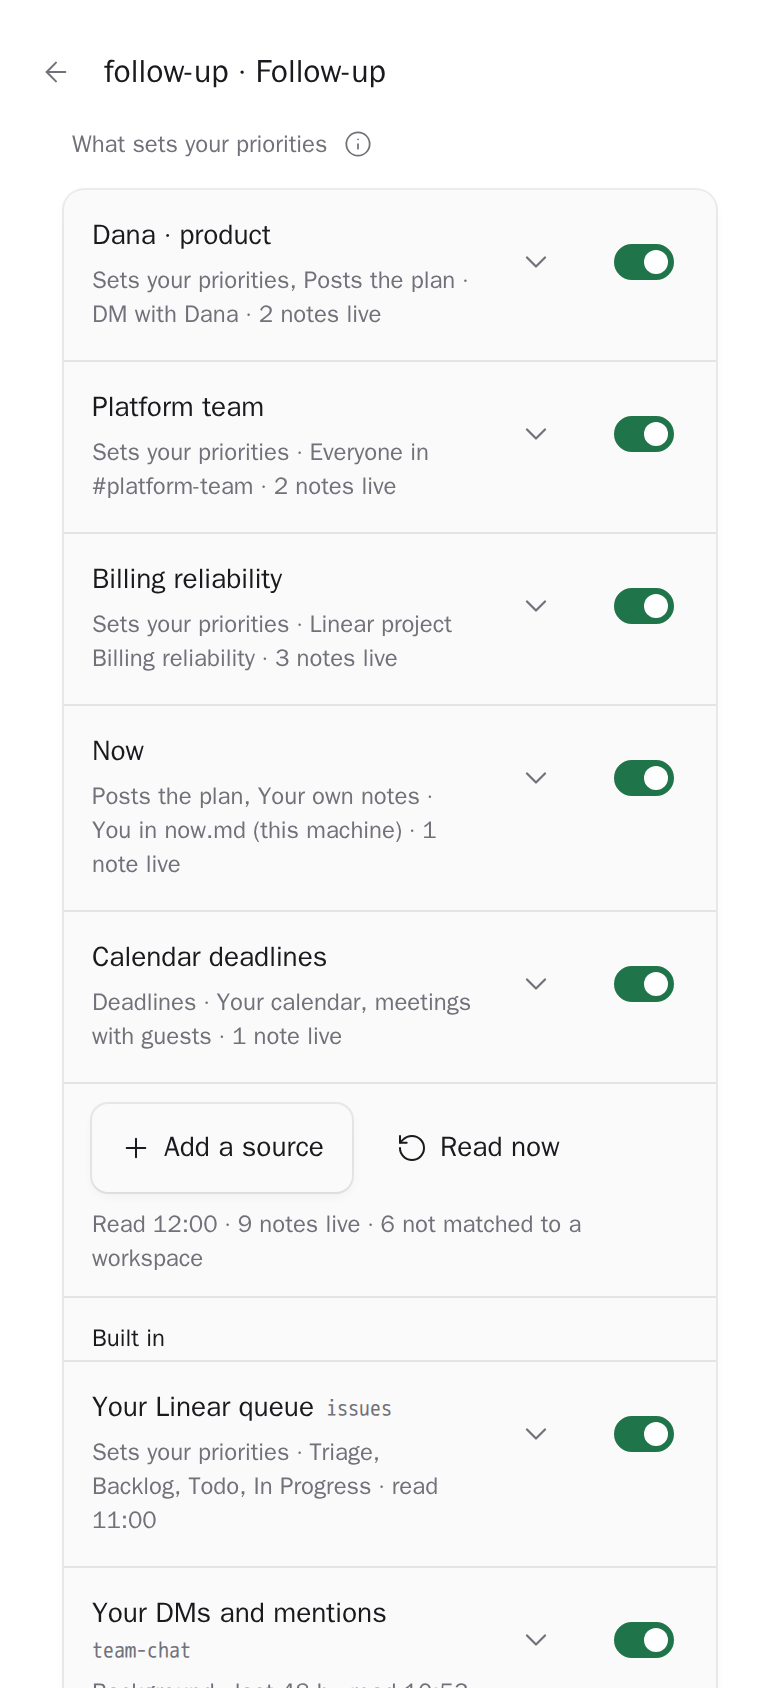 follow-up · Follow-up
What sets your priorities
Dana · product
Sets your priorities, Posts the plan ·
DM with Dana · 2 notes live
Platform team
Sets your priorities · Everyone in
#platform-team · 2 notes live
Billing reliability
Sets your priorities · Linear project
Billing reliability · 3 notes live
Now
Posts the plan, Your own notes ·
You in now.md (this machine) · 1
note live
Calendar deadlines
Deadlines · Your calendar, meetings
with guests · 1 note live
Add a source
Read now
Read 12:00 · 9 notes live · 6 not matched to a
workspace
Built in
Your Linear queue issues
Sets your priorities · Triage,
Backlog, Todo, In Progress · read
11:00
Your DMs and mentions
team-chat